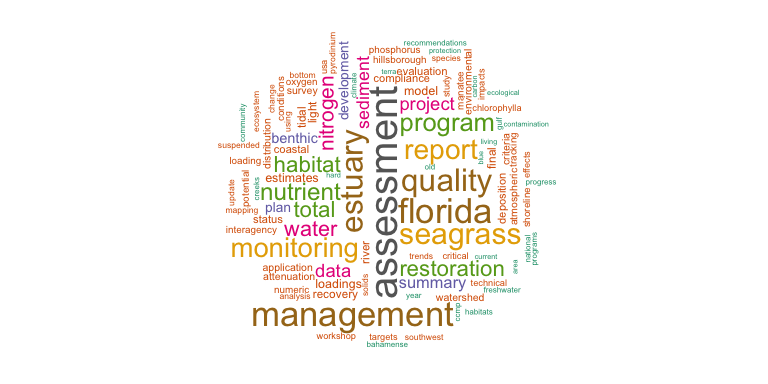 recommendations
phosphorus
protection
hillsborough
species
pyrodinium
usa
development
climate
sediment
terra
evaluation
compliance
study
manatee
environmental
carbon
impacts
bottom
oxygen
survey
conditions
change
ecosystem
using
tidal
light
nitrogen
model
project
chlorophylla
ecological
community
distribution
benthic
coastal
suspended
loading
habitat
estimates
hard
estuary
assessment
program
gulf
contamination
report
living
blue
final
criteria
tracking
old
effects
quality
deposition
atmospheric
shoreline
progress
update
potential
creeks
nutrient
mapping
plan
total
status
interagency
water
florida
seagrass
national
programs
monitoring
river
trends
critical
current
area
application
data
attenuation
loadings
solids
restoration
summary
technical
freshwater
numeric
analysis
recovery
year
watershed
management
ccmp
habitats
workshop
targets
southwest
bahamense